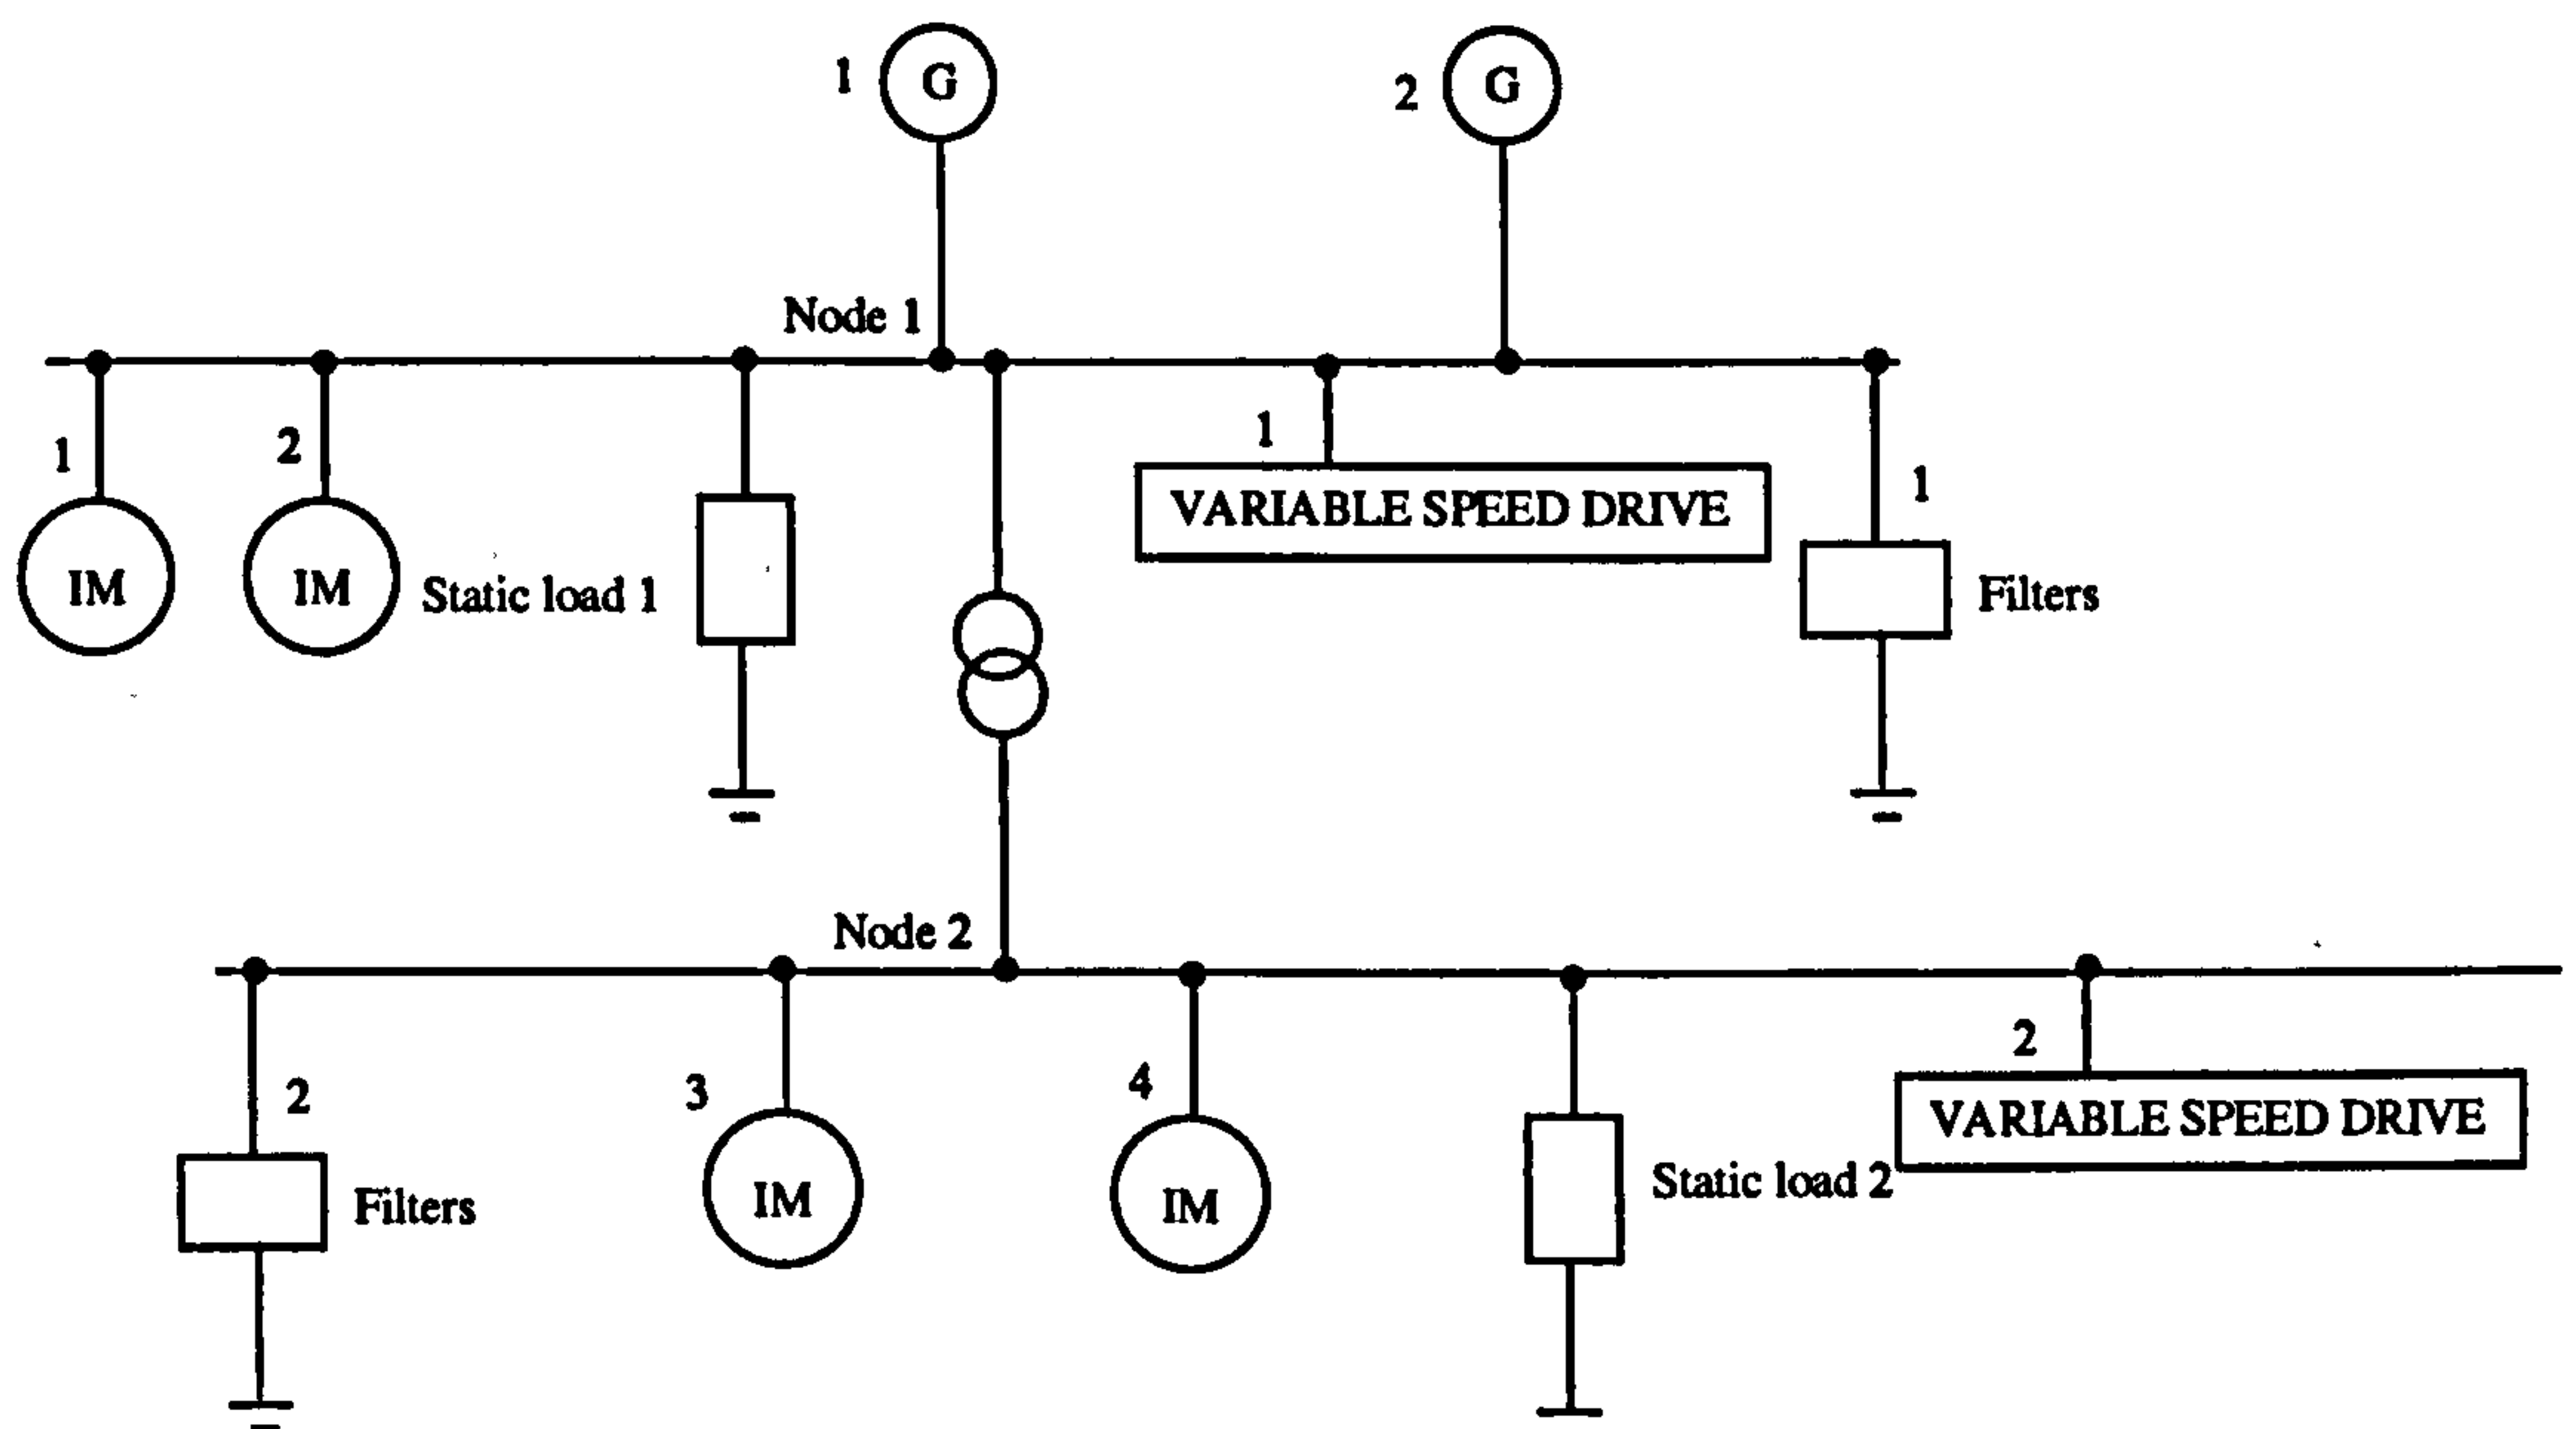 1
G
2
G
Node 1
1
2
1
1
VARIABLE SPEED DRIVE
IM
IM
Static load 1
Filters
Node 2
2
3
4
2
VARIABLE SPEED DRIVE
Filters
IM
IM
Static load 2